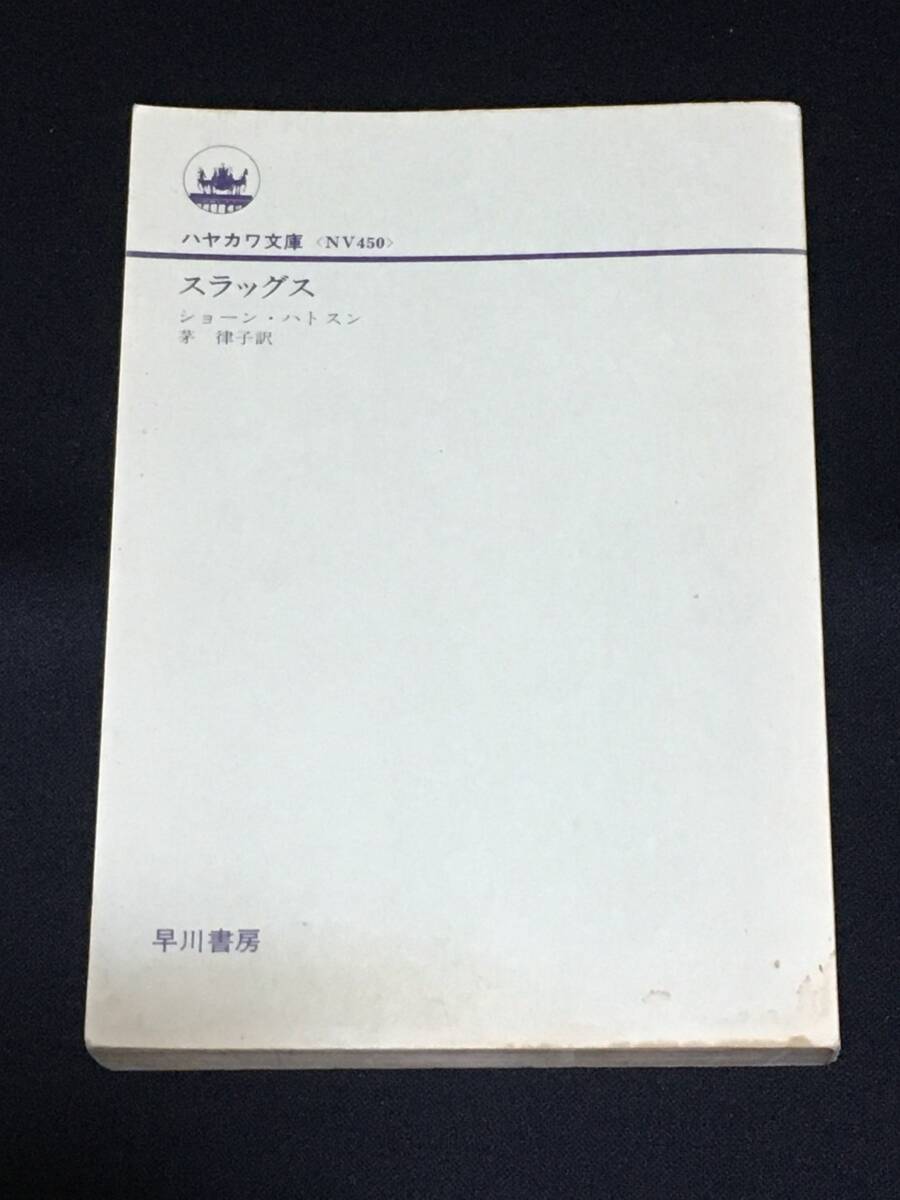 ハヤカワ文庫〈NV450〉
スラッグス
ショーン・ハトスン
茅 律子訳
早川書房